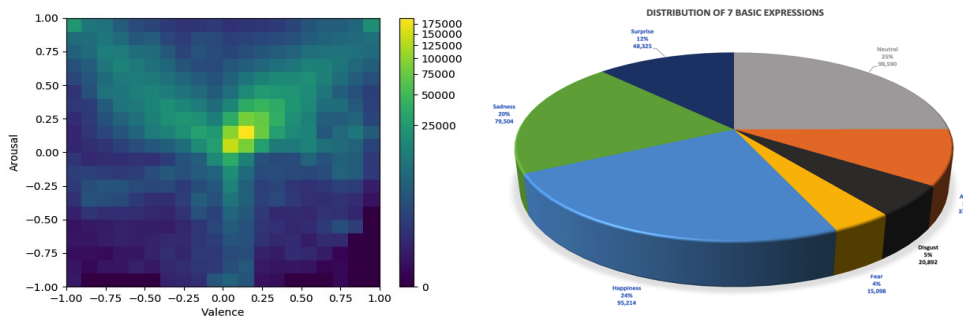 1.00
0.75
0.50
0.25
0.00
−0.25
−0.50
−0.75
−1.00
Arousal
−1.00 −0.75 −0.50 −0.25 0.00 0.25 0.50 0.75 1.00
Valence
175000
150000
125000
100000
75000
50000
25000
0
DISTRIBUTION OF 7 BASIC EXPRESSIONS
Surprise
12%
48,325
Neutral
25%
98,590
Sadness
20%
79,504
Disgust
5%
20,892
Fear
4%
15,098
Happiness
24%
95,214